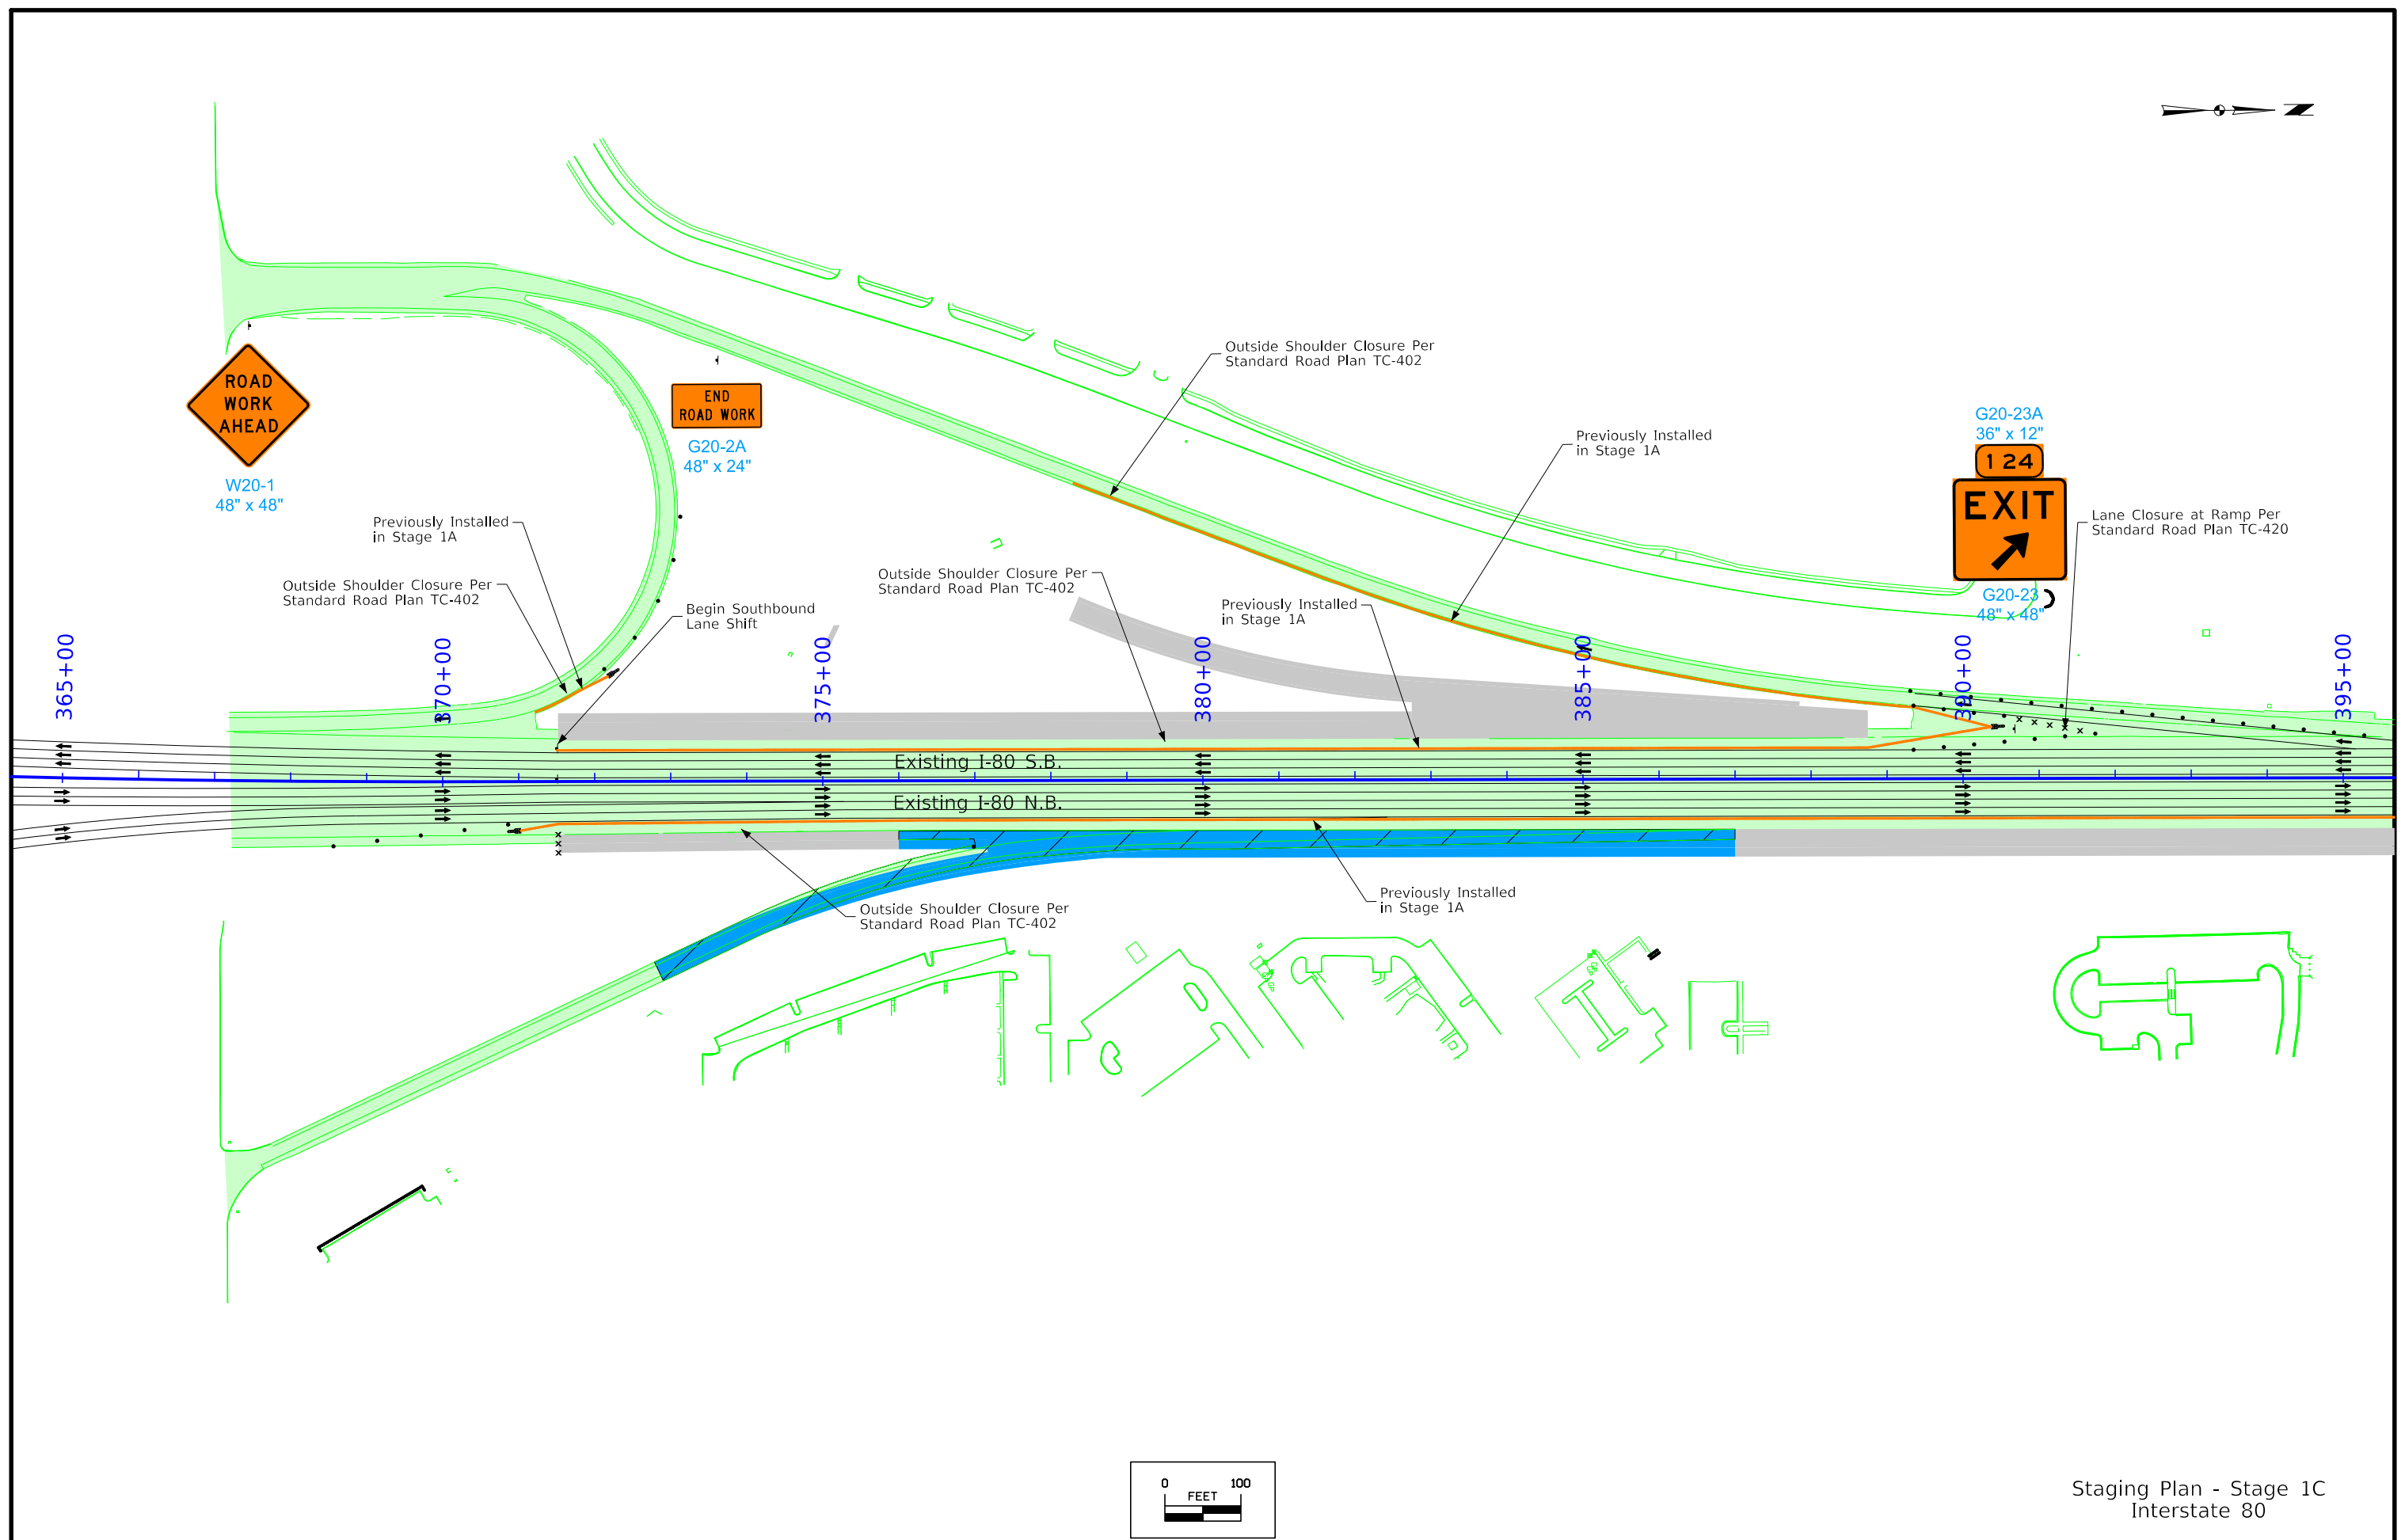 Outside Shoulder Closure Per
Standard Road Plan TC-402
ROAD
WORK
AHEAD
W20-1
48" x 48"
END
ROAD WORK
G20-2A
48" x 24"
Previously Installed
in Stage 1A
G20-23A
36" x 12"
124
EXIT
G20-23
48" x 48"
Lane Closure at Ramp Per
Standard Road Plan TC-420
Previously Installed
in Stage 1A
Outside Shoulder Closure Per
Standard Road Plan TC-402
Begin Southbound
Lane Shift
Outside Shoulder Closure Per
Standard Road Plan TC-402
Previously Installed
in Stage 1A
365+00
370+00
375+00
380+00
385+00
390+00
395+00
Existing I-80 S.B.
Existing I-80 N.B.
Outside Shoulder Closure Per
Standard Road Plan TC-402
Previously Installed
in Stage 1A
0 100
FEET
Staging Plan - Stage 1C
Interstate 80